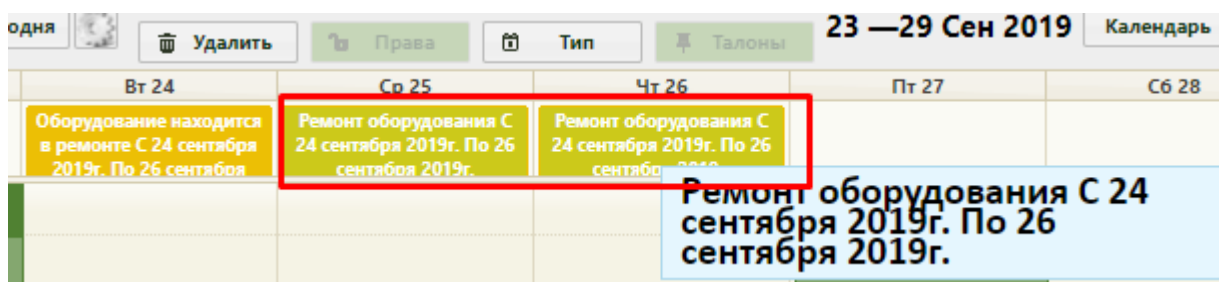 одня Удалить Права Тип Талоны 23 —29 Сен 2019 Календарь
Вт 24 Ср 25 Чт 26 Пт 27 Сб 28
Оборудование находится Ремонт оборудования С Ремонт оборудования С
в ремонте С 24 сентября 24 сентября 2019г. По 26 24 сентября 2019г. По 26
2019г. По 26 сентября сентября 2019г.
Ремонт оборудования С 24
сентября 2019г. По 26
сентября 2019г.